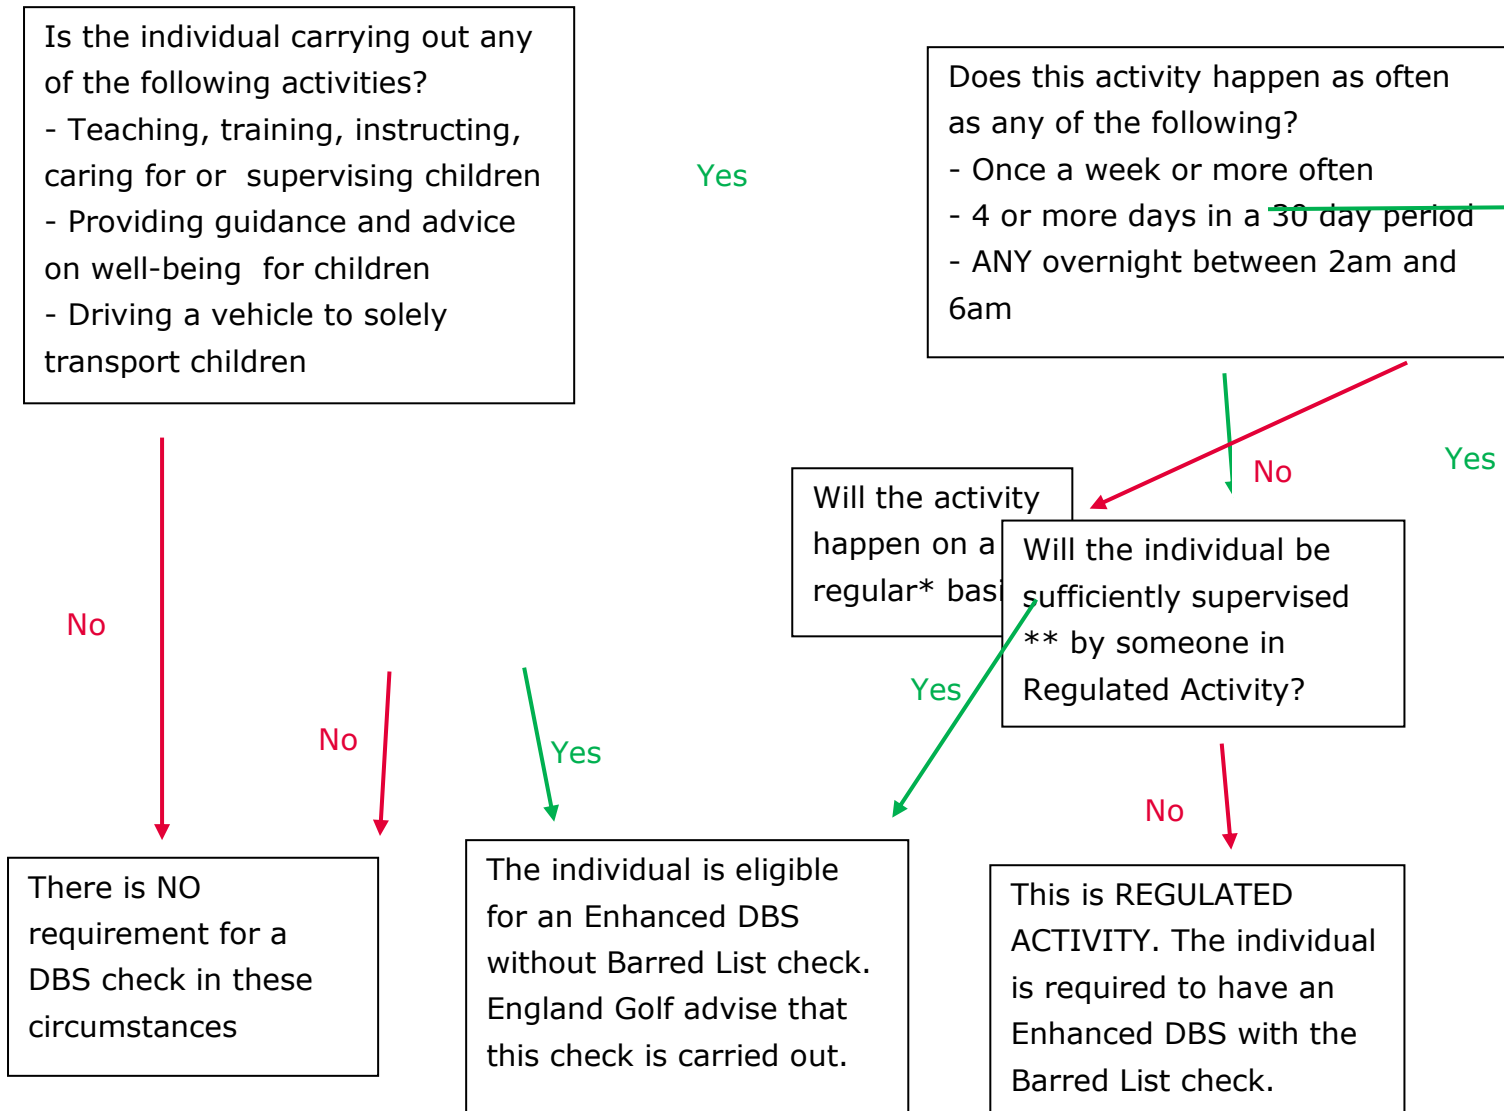 Is the individual carrying out any
of the following activities?
- Teaching, training, instructing,
caring for or supervising children
- Providing guidance and advice
on well-being for children
- Driving a vehicle to solely
transport children
Yes
Does this activity happen as often
as any of the following?
- Once a week or more often
- 4 or more days in a 30 day period
- ANY overnight between 2am and
6am
No
Yes
Will the activity
happen on a
regular* basi
Will the individual be
sufficiently supervised
** by someone in
Regulated Activity?
No
Yes
No
Yes
No
There is NO
requirement for a
DBS check in these
circumstances
The individual is eligible
for an Enhanced DBS
without Barred List check.
England Golf advise that
this check is carried out.
This is REGULATED
ACTIVITY. The individual
is required to have an
Enhanced DBS with the
Barred List check.